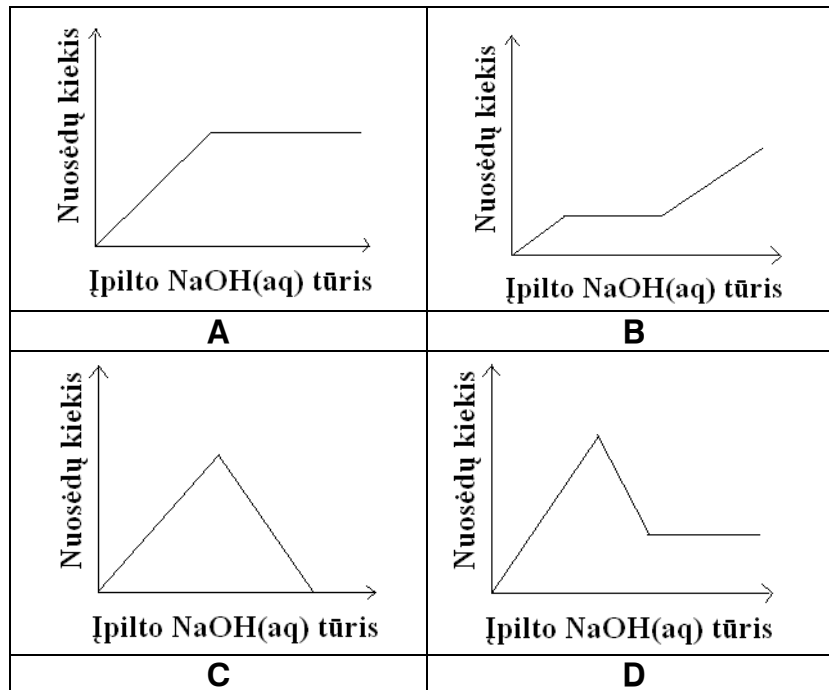 Nuosėdų kiekis
Įpilto NaOH(aq) tūris
A
Nuosėdų kiekis
Įpilto NaOH(aq) tūris
B
Nuosėdų kiekis
Įpilto NaOH(aq) tūris
C
Nuosėdų kiekis
Įpilto NaOH(aq) tūris
D